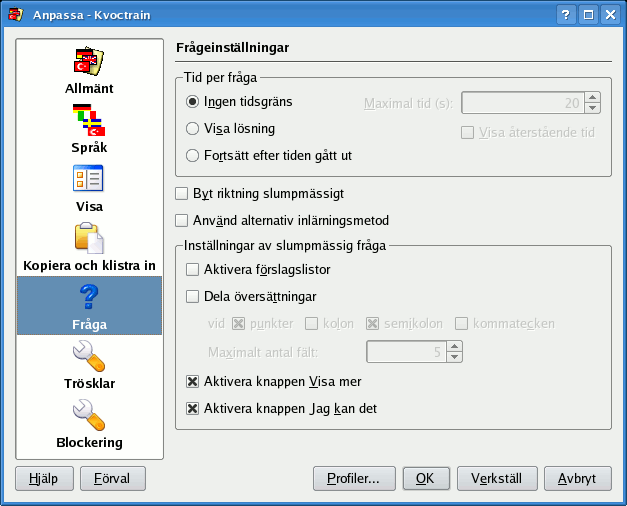 Anpassa - Kvoctrain
Allmänt
Språk
Visa
Kopiera och klistra in
Fråga
Trösklar
Blockering
Frågeinställningar
Tid per fråga
Ingen tidsgräns
Maximal tid (s):
20
Visa lösning
Visa återstående tid
Fortsätt efter tiden gått ut
Byt riktning slumpmässigt
Använd alternativ inlärningsmetod
Inställningar av slumpmässig fråga
Aktivera förslagslistor
Dela översättningar
vid punkter kolon semikolon kommatecken
Maximalt antal fält: 5
Aktivera knappen Visa mer
Aktivera knappen Jag kan det
Hjälp Förval Profiler... OK Verkställ Avbryt